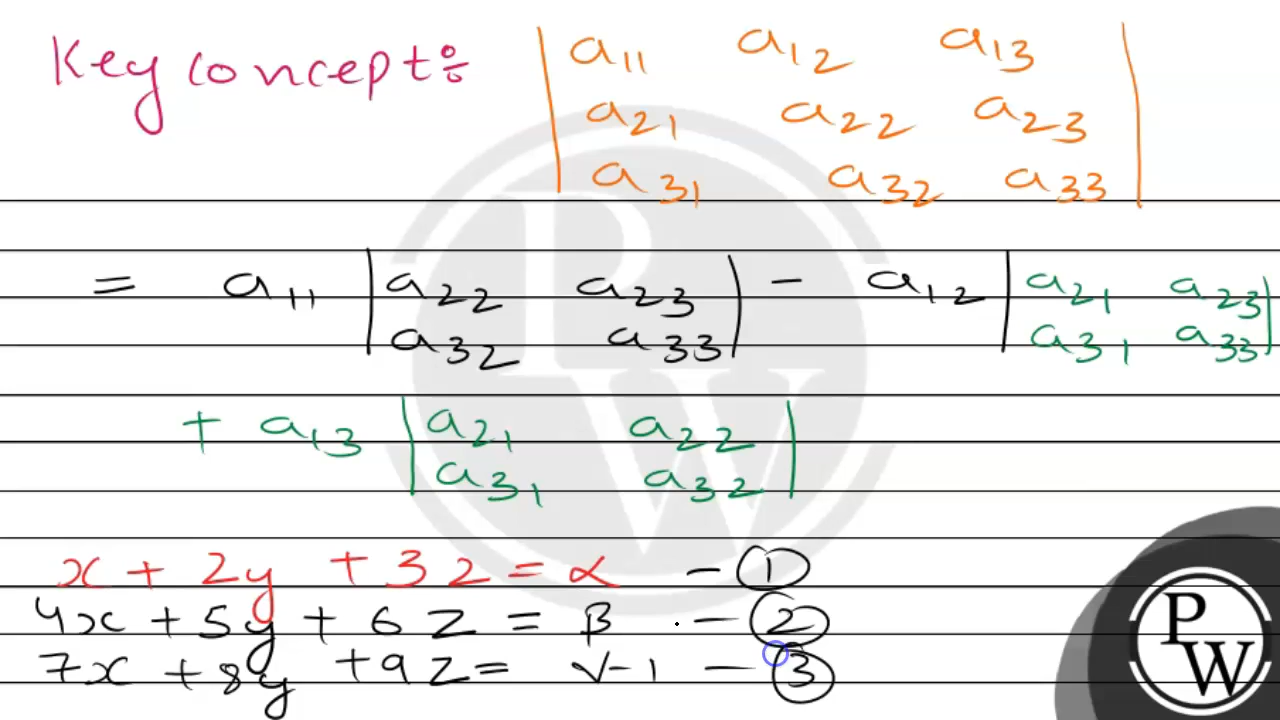 Key concept:
| a11 a12 a13 |
| a21 a22 a23 |
| a31 a32 a33 |
= a11 | a22 a23 | - a12 | a21 a23 |
| a32 a33 | | a31 a33 |
+ a13 | a21 a22 |
| a31 a32 |
x + 2y + 3z = α - ①
4x + 5y + 6z = β - ②
7x + 8y + 9z = γ-1 - ③
PW
PW